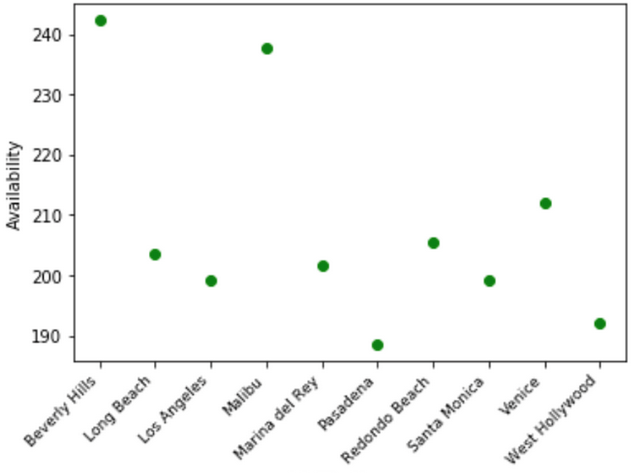 Availability
240
230
220
210
200
190
Beverly Hills
Long Beach
Los Angeles
Malibu
Marina del Rey
Pasadena
Redondo Beach
Santa Monica
Venice
West Hollywood